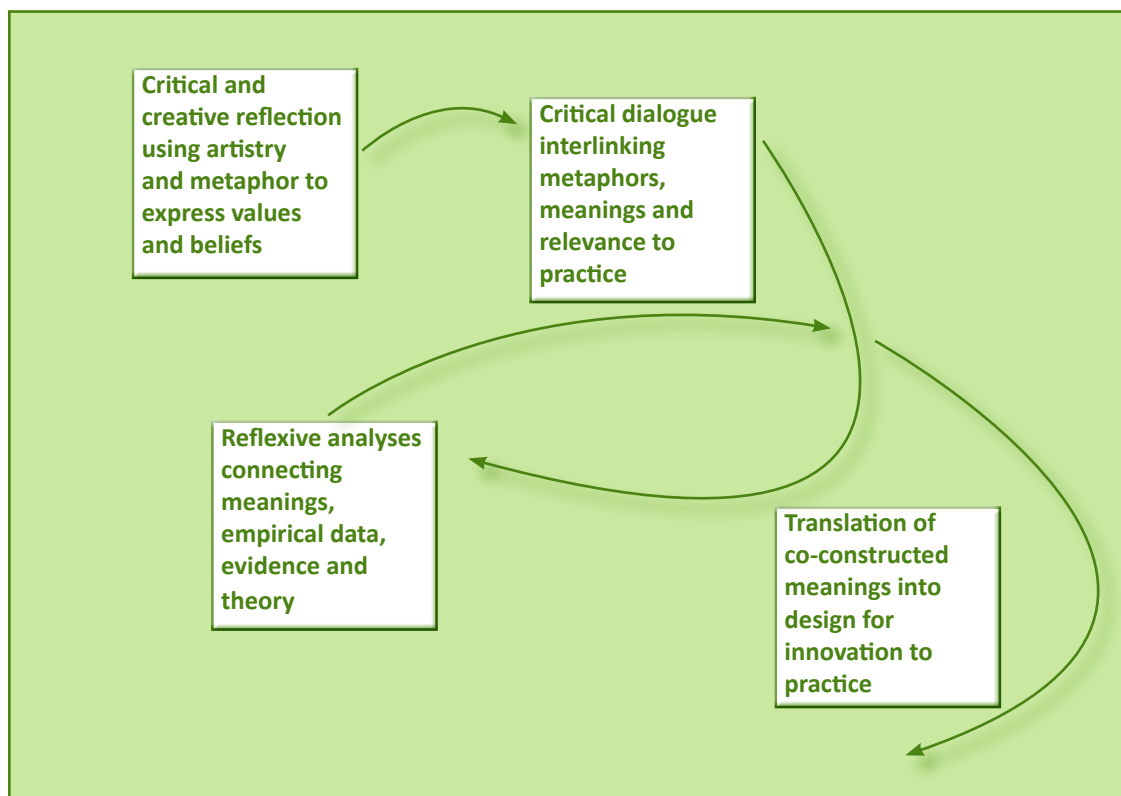 Critical and
creative reflection
using artistry
and metaphor to
express values
and beliefs
Critical dialogue
interlinking
metaphors,
meanings and
relevance to
practice
Reflexive analyses
connecting
meanings,
empirical data,
evidence and
theory
Translation of
co-constructed
meanings into
design for
innovation to
practice